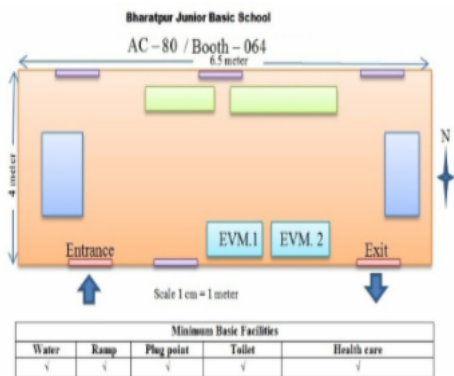 Bharatpur Junior Basic School
AC – 80 / Booth – 064
6.5 meter
4 meter
N
EVM.1 EVM. 2
Entrance Exit
Scale 1 cm = 1 meter
Minimum Basic Facilities
Water Ramp Plug point Toilet Health care
√ √ √ √ √